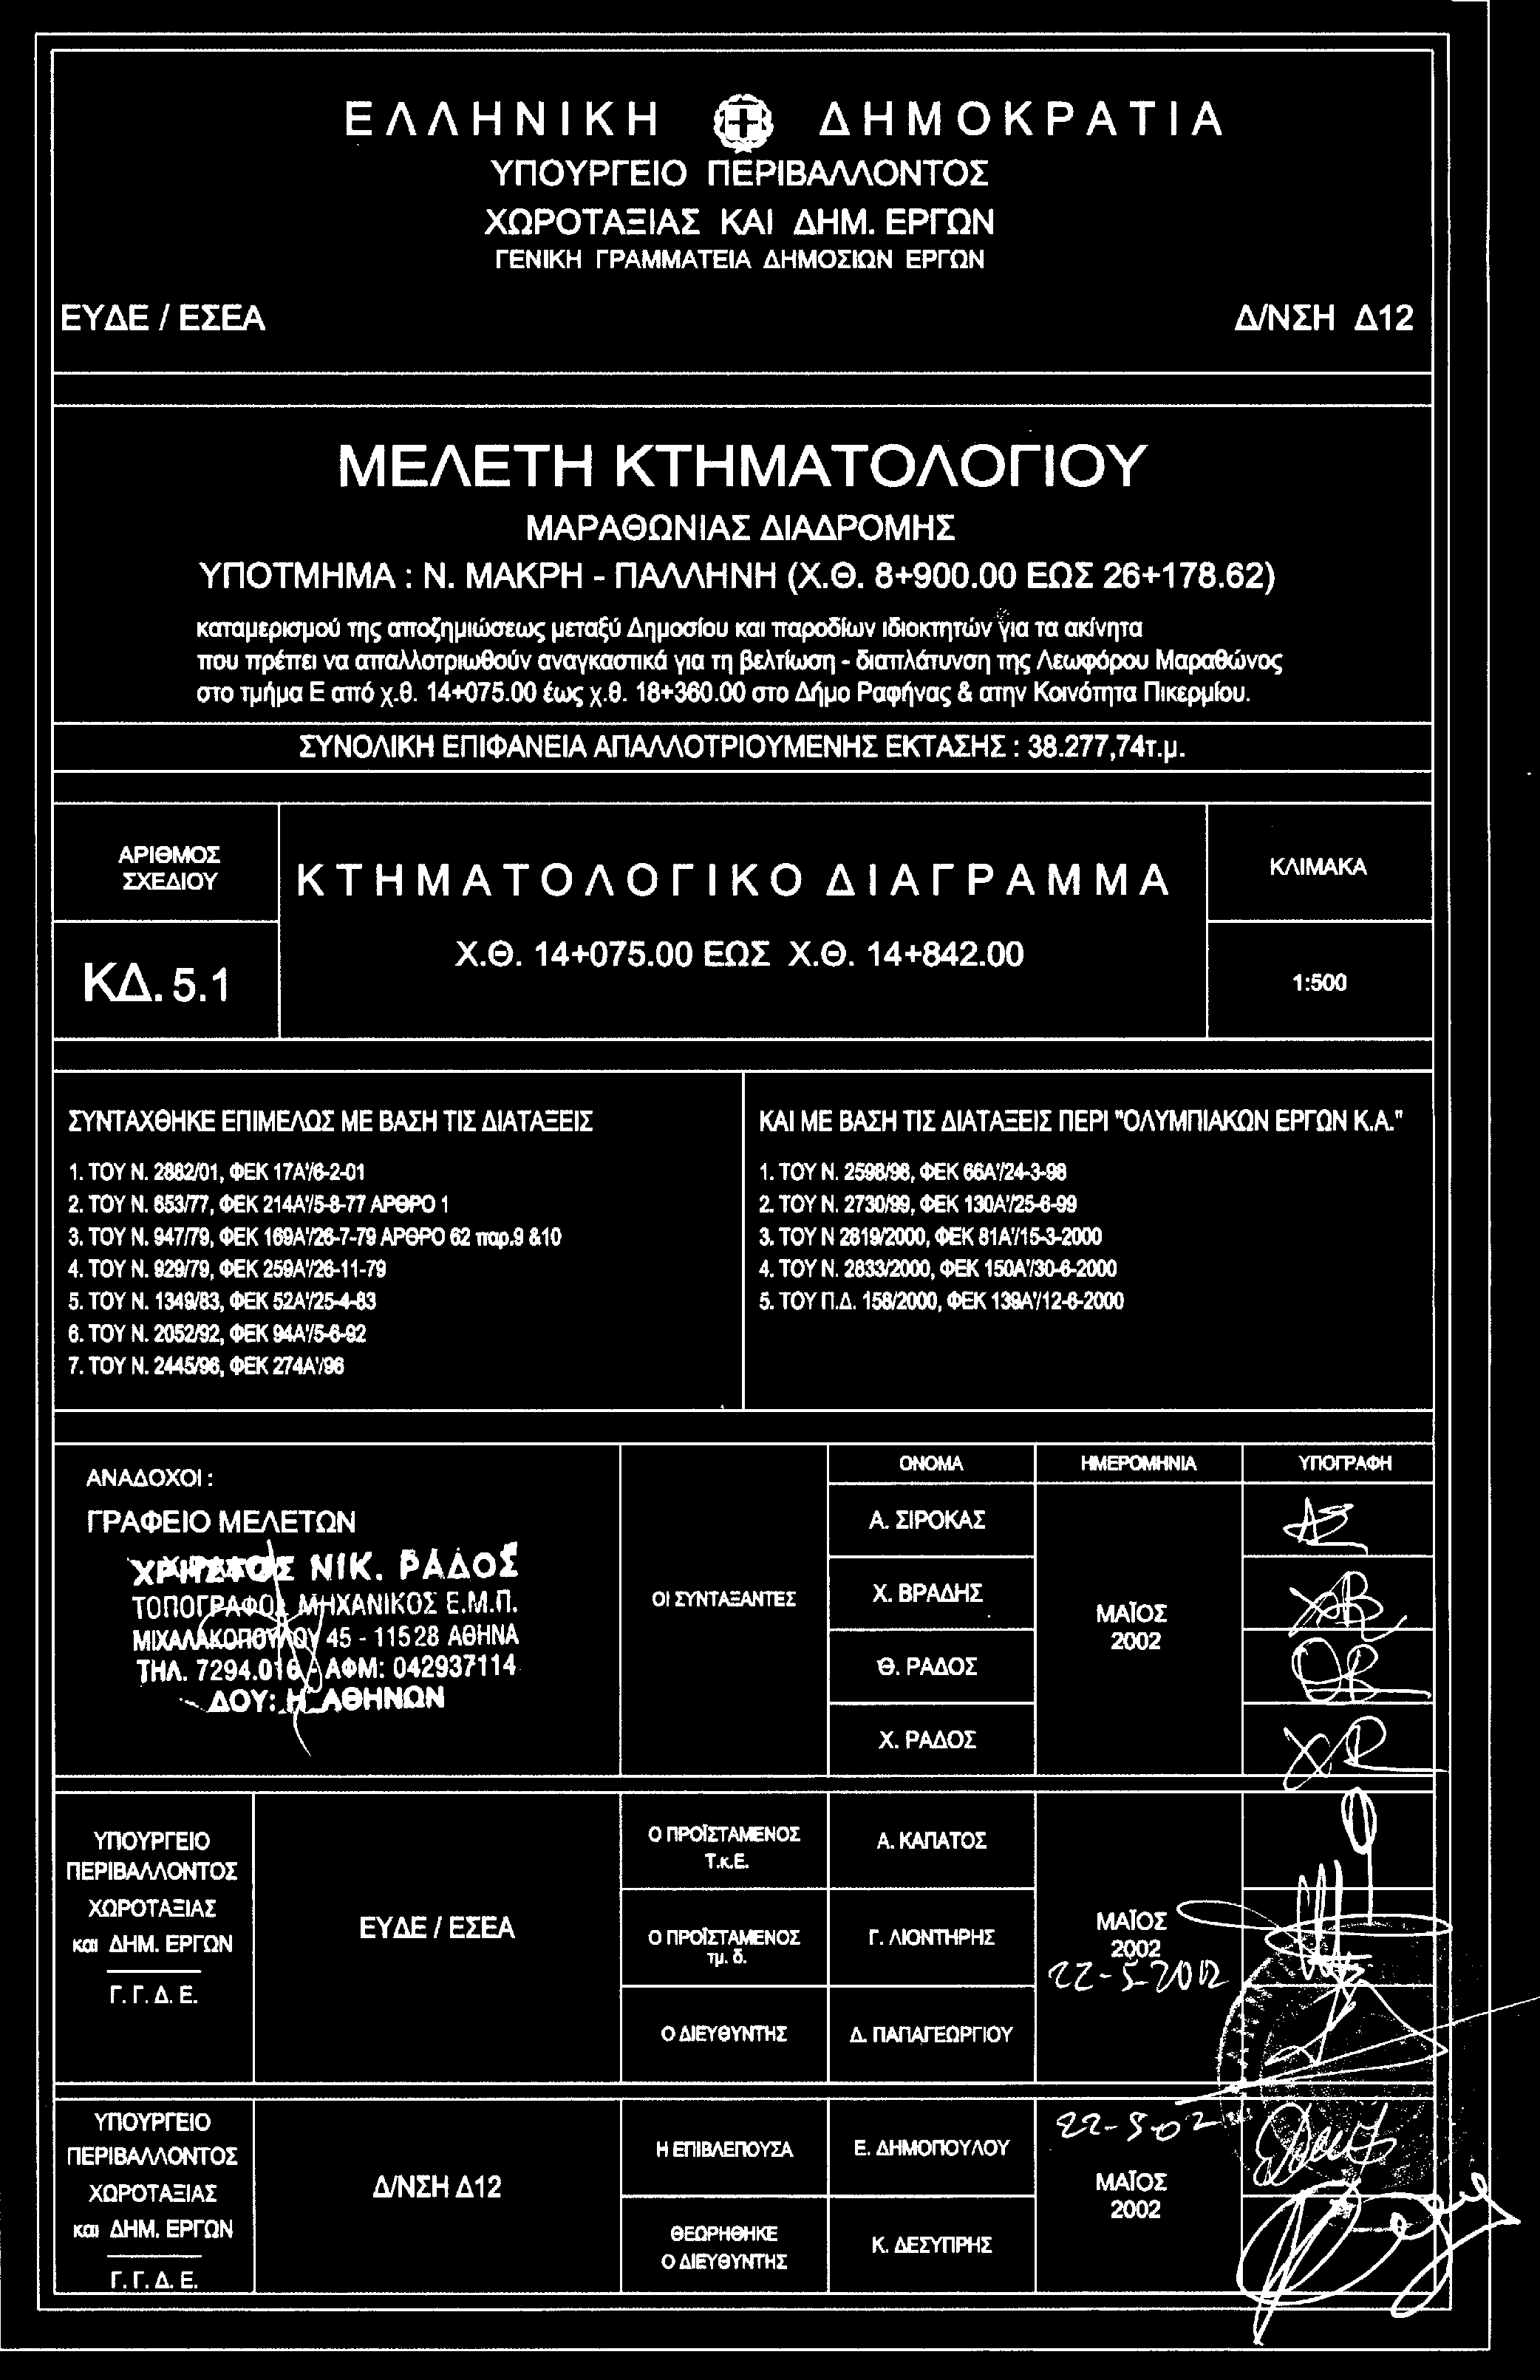 ΕΛΛΗΝΙΚΗ ΔΗΜΟΚΡΑΤΙΑ
ΥΠΟΥΡΓΕΙΟ ΠΕΡΙΒΑΛΛΟΝΤΟΣ
ΧΩΡΟΤΑΞΙΑΣ ΚΑΙ ΔΗΜ. ΕΡΓΩΝ
ΓΕΝΙΚΗ ΓΡΑΜΜΑΤΕΙΑ ΔΗΜΟΣΙΩΝ ΕΡΓΩΝ
ΕΥΔΕ / ΕΣΕΑ
Δ/ΝΣΗ Δ12
ΜΕΛΕΤΗ ΚΤΗΜΑΤΟΛΟΓΙΟΥ
ΜΑΡΑΘΩΝΙΑΣ ΔΙΑΔΡΟΜΗΣ
ΥΠΟΤΜΗΜΑ : Ν. ΜΑΚΡΗ - ΠΑΛΛΗΝΗ (Χ.Θ. 8+900.00 ΕΩΣ 26+178.62)
καταμερισμού της αποζημιώσεως μεταξύ Δημοσίου και παροδίων ιδιοκτητών για τα ακίνητα
που πρέπει να απαλλοτριωθούν αναγκαστικά για τη βελτίωση - διαπλάτυνση της Λεωφόρου Μαραθώνος
στο τμήμα Ε από χ.θ. 14+075.00 έως χ.θ. 18+360.00 στο Δήμο Ραφήνας & στην Κοινότητα Πικερμίου.
ΣΥΝΟΛΙΚΗ ΕΠΙΦΑΝΕΙΑ ΑΠΑΛΛΟΤΡΙΟΥΜΕΝΗΣ ΕΚΤΑΣΗΣ : 38.277,74τ.μ.
ΑΡΙΘΜΟΣ
ΣΧΕΔΙΟΥ
ΚΔ. 5.1
ΚΤΗΜΑΤΟΛΟΓΙΚΟ ΔΙΑΓΡΑΜΜΑ
Χ.Θ. 14+075.00 ΕΩΣ Χ.Θ. 14+842.00
ΚΛΙΜΑΚΑ
1:500
ΣΥΝΤΑΧΘΗΚΕ ΕΠΙΜΕΛΩΣ ΜΕ ΒΑΣΗ ΤΙΣ ΔΙΑΤΑΞΕΙΣ
1. ΤΟΥ Ν. 2882/01, ΦΕΚ 17Α'/6-2-01
2. ΤΟΥ Ν. 653/77, ΦΕΚ 214Α'/5-8-77 ΑΡΘΡΟ 1
3. ΤΟΥ Ν. 947/79, ΦΕΚ 169Α'/26-7-79 ΑΡΘΡΟ 62 παρ.9 &10
4. ΤΟΥ Ν. 929/79, ΦΕΚ 259Α'/26-11-79
5. ΤΟΥ Ν. 1349/83, ΦΕΚ 52Α'/25-4-83
6. ΤΟΥ Ν. 2052/92, ΦΕΚ 94Α'/5-6-92
7. ΤΟΥ Ν. 2445/96, ΦΕΚ 274Α'/96
ΚΑΙ ΜΕ ΒΑΣΗ ΤΙΣ ΔΙΑΤΑΞΕΙΣ ΠΕΡΙ "ΟΛΥΜΠΙΑΚΩΝ ΕΡΓΩΝ Κ.Α."
1. ΤΟΥ Ν. 2598/98, ΦΕΚ 66Α'/24-3-98
2. ΤΟΥ Ν. 2730/99, ΦΕΚ 130Α'/25-6-99
3. ΤΟΥ Ν 2819/2000, ΦΕΚ 81Α'/15-3-2000
4. ΤΟΥ Ν. 2833/2000, ΦΕΚ 150Α'/30-6-2000
5. ΤΟΥ Π.Δ. 158/2000, ΦΕΚ 139Α'/12-6-2000
ΑΝΑΔΟΧΟΙ :
ΓΡΑΦΕΙΟ ΜΕΛΕΤΩΝ
ΧΡΗΣΤΟΣ ΝΙΚ. ΡΑΔΟΣ
ΤΟΠΟΓΡΑΦΟΣ ΜΗΧΑΝΙΚΟΣ Ε.Μ.Π.
ΜΙΧΑΛΑΚΟΠΟΥΛΟΥ 45 - 11528 ΑΘΗΝΑ
ΤΗΛ. 7294.016 ΑΦΜ: 042937114
ΔΟΥ: Η' ΑΘΗΝΩΝ
ΟΙ ΣΥΝΤΑΞΑΝΤΕΣ
ΟΝΟΜΑ
ΗΜΕΡΟΜΗΝΙΑ
ΥΠΟΓΡΑΦΗ
Α. ΣΙΡΟΚΑΣ
Χ. ΒΡΑΔΗΣ
Θ. ΡΑΔΟΣ
Χ. ΡΑΔΟΣ
ΜΑΪΟΣ
2002
ΥΠΟΥΡΓΕΙΟ
ΠΕΡΙΒΑΛΛΟΝΤΟΣ
ΧΩΡΟΤΑΞΙΑΣ
και ΔΗΜ. ΕΡΓΩΝ
Γ. Γ. Δ. Ε.
ΕΥΔΕ / ΕΣΕΑ
Ο ΠΡΟΪΣΤΑΜΕΝΟΣ
Τ.κ.Ε.
Α. ΚΑΠΑΤΟΣ
Ο ΠΡΟΪΣΤΑΜΕΝΟΣ
τμ. δ.
Γ. ΛΙΟΝΤΗΡΗΣ
Ο ΔΙΕΥΘΥΝΤΗΣ
Δ. ΠΑΠΑΓΕΩΡΓΙΟΥ
ΜΑΪΟΣ
2002
22-5-2002
ΥΠΟΥΡΓΕΙΟ
ΠΕΡΙΒΑΛΛΟΝΤΟΣ
ΧΩΡΟΤΑΞΙΑΣ
και ΔΗΜ. ΕΡΓΩΝ
Γ. Γ. Δ. Ε.
Δ/ΝΣΗ Δ12
Η ΕΠΙΒΛΕΠΟΥΣΑ
Ε. ΔΗΜΟΠΟΥΛΟΥ
ΘΕΩΡΗΘΗΚΕ
Ο ΔΙΕΥΘΥΝΤΗΣ
Κ. ΔΕΣΥΠΡΗΣ
22-5-02
ΜΑΪΟΣ
2002